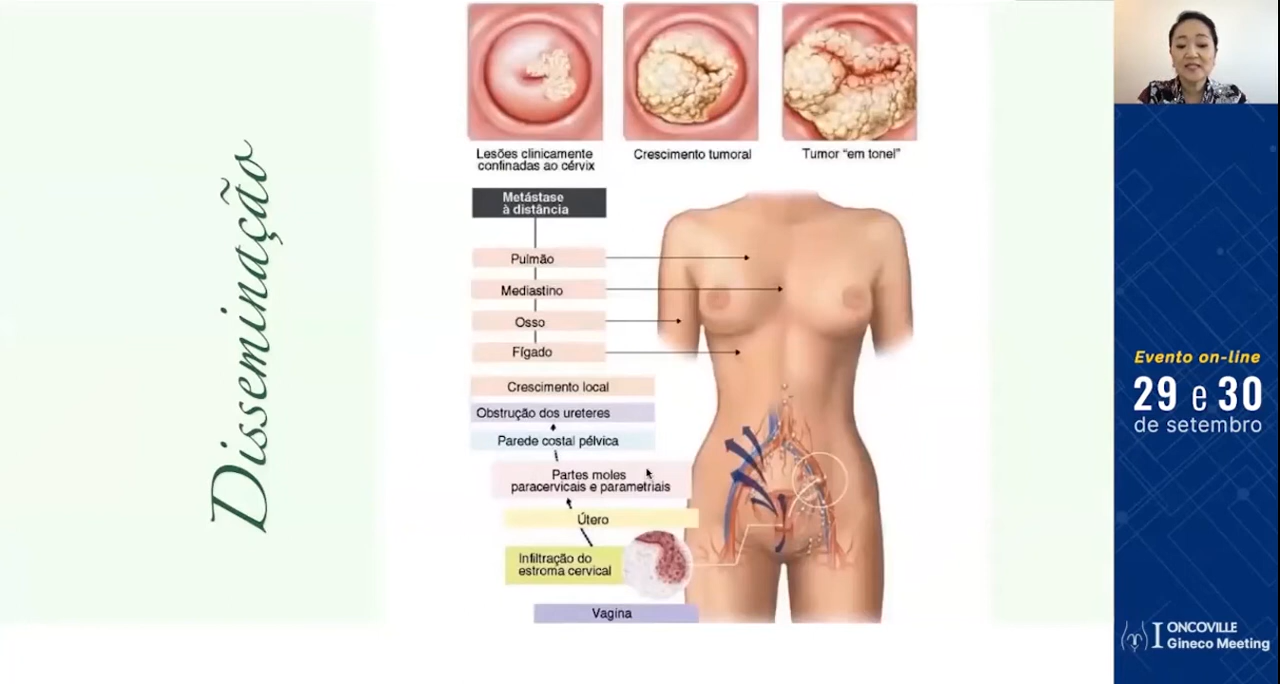 Disseminação
Lesões clinicamente
confinadas ao cérvix
Crescimento tumoral
Tumor “em tonel”
Metástase
à distância
Pulmão
Mediastino
Osso
Fígado
Crescimento local
Obstrução dos ureteres
Parede costal pélvica
Partes moles
paracervicais e parametriais
Útero
Infiltração do
estroma cervical
Vagina
Evento on-line
29 e 30
de setembro
I ONCOVILLE
Gineco Meeting